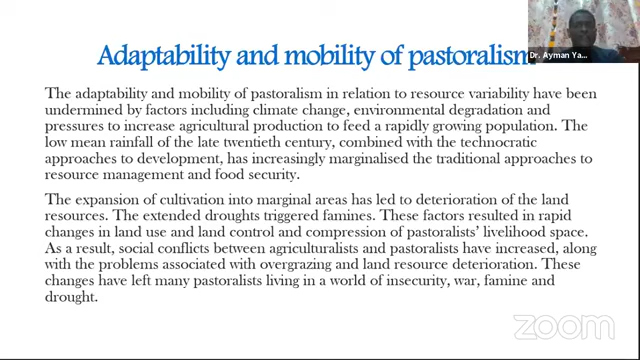 Adaptability and mobility of pastoralism
Dr. Ayman Ya...
The adaptability and mobility of pastoralism in relation to resource variability have been
undermined by factors including climate change, environmental degradation and
pressures to increase agricultural production to feed a rapidly growing population. The
low mean rainfall of the late twentieth century, combined with the technocratic
approaches to development, has increasingly marginalised the traditional approaches to
resource management and food security.
The expansion of cultivation into marginal areas has led to deterioration of the land
resources. The extended droughts triggered famines. These factors resulted in rapid
changes in land use and land control and compression of pastoralists’ livelihood space.
As a result, social conflicts between agriculturalists and pastoralists have increased, along
with the problems associated with overgrazing and land resource deterioration. These
changes have left many pastoralists living in a world of insecurity, war, famine and
drought.
zoom